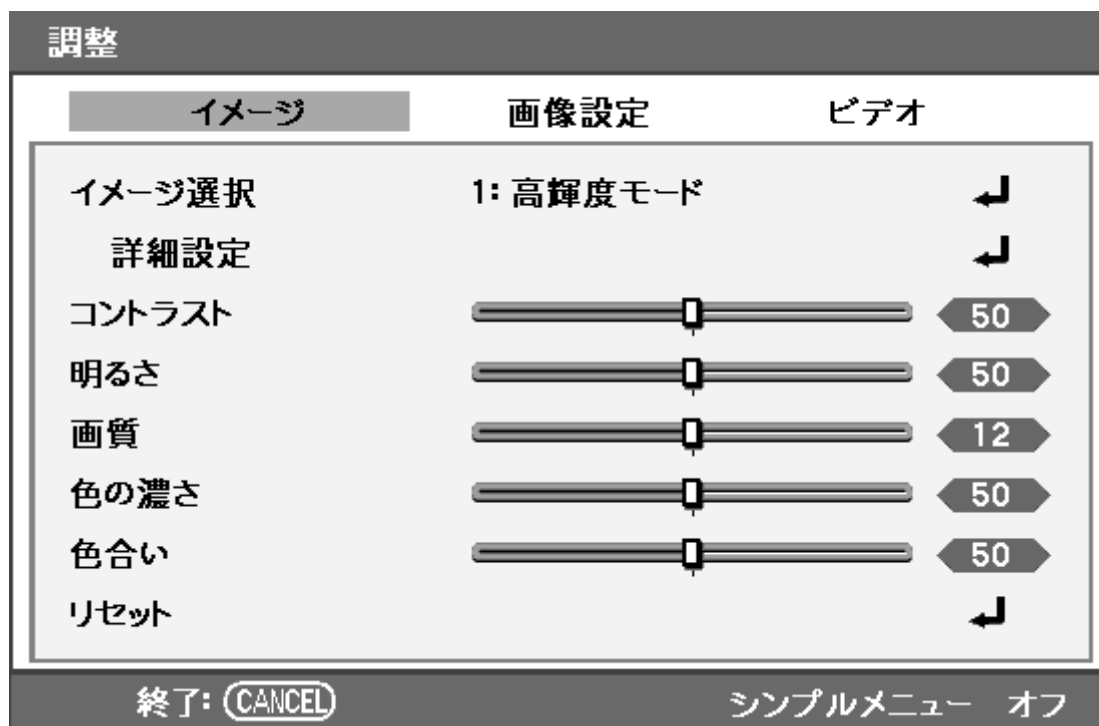 調整
イメージ 画像設定 ビデオ
イメージ選択 1: 高輝度モード
詳細設定
コントラスト 50
明るさ 50
画質 12
色の濃さ 50
色合い 50
リセット
終了: CANCEL シンプルメニュー オフ